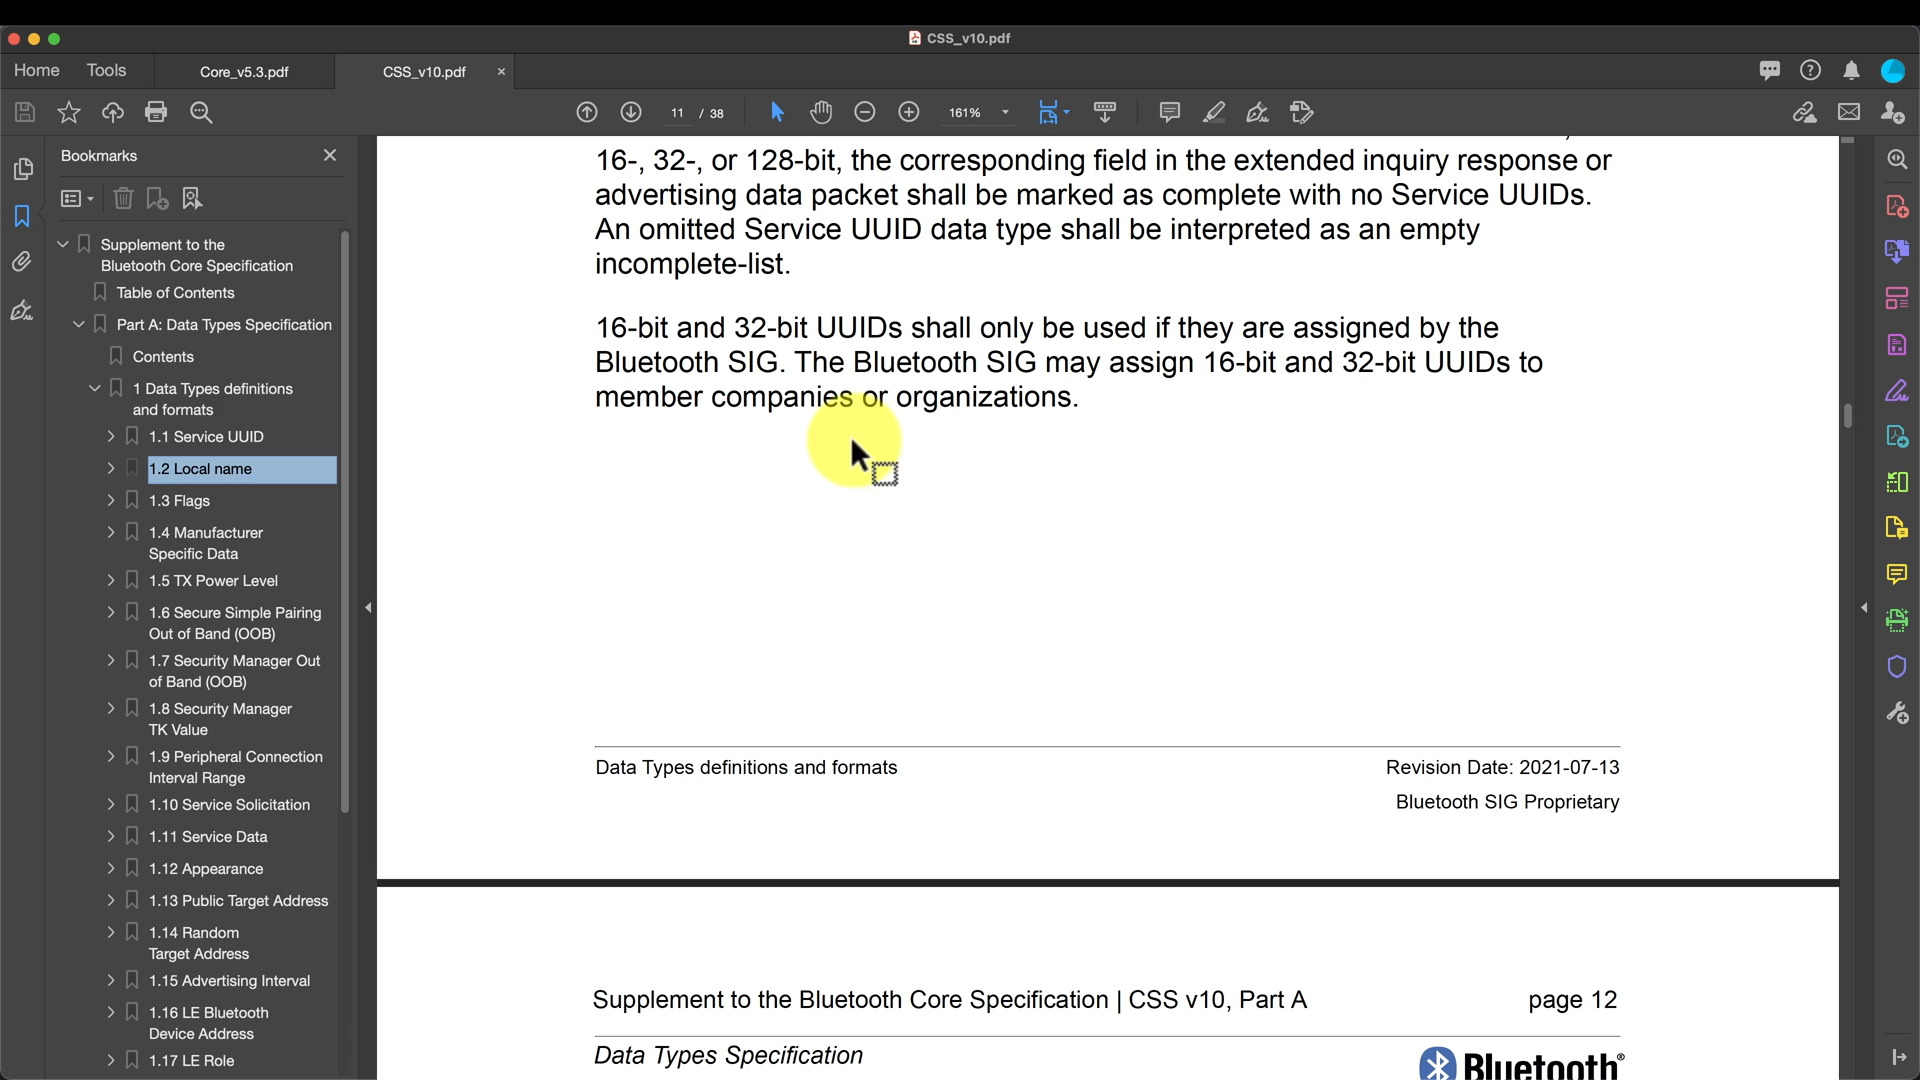 CSS_v10.pdf
Home
Tools
Core_v5.3.pdf
CSS_v10.pdf
11 / 38
161%
Bookmarks
Supplement to the
Bluetooth Core Specification
Table of Contents
Part A: Data Types Specification
Contents
1 Data Types definitions
and formats
1.1 Service UUID
1.2 Local name
1.3 Flags
1.4 Manufacturer
Specific Data
1.5 TX Power Level
1.6 Secure Simple Pairing
Out of Band (OOB)
1.7 Security Manager Out
of Band (OOB)
1.8 Security Manager
TK Value
1.9 Peripheral Connection
Interval Range
1.10 Service Solicitation
1.11 Service Data
1.12 Appearance
1.13 Public Target Address
1.14 Random
Target Address
1.15 Advertising Interval
1.16 LE Bluetooth
Device Address
1.17 LE Role
16-, 32-, or 128-bit, the corresponding field in the extended inquiry response or
advertising data packet shall be marked as complete with no Service UUIDs.
An omitted Service UUID data type shall be interpreted as an empty
incomplete-list.
16-bit and 32-bit UUIDs shall only be used if they are assigned by the
Bluetooth SIG. The Bluetooth SIG may assign 16-bit and 32-bit UUIDs to
member companies or organizations.
Data Types definitions and formats
Revision Date: 2021-07-13
Bluetooth SIG Proprietary
Supplement to the Bluetooth Core Specification | CSS v10, Part A
page 12
Data Types Specification
Bluetooth®